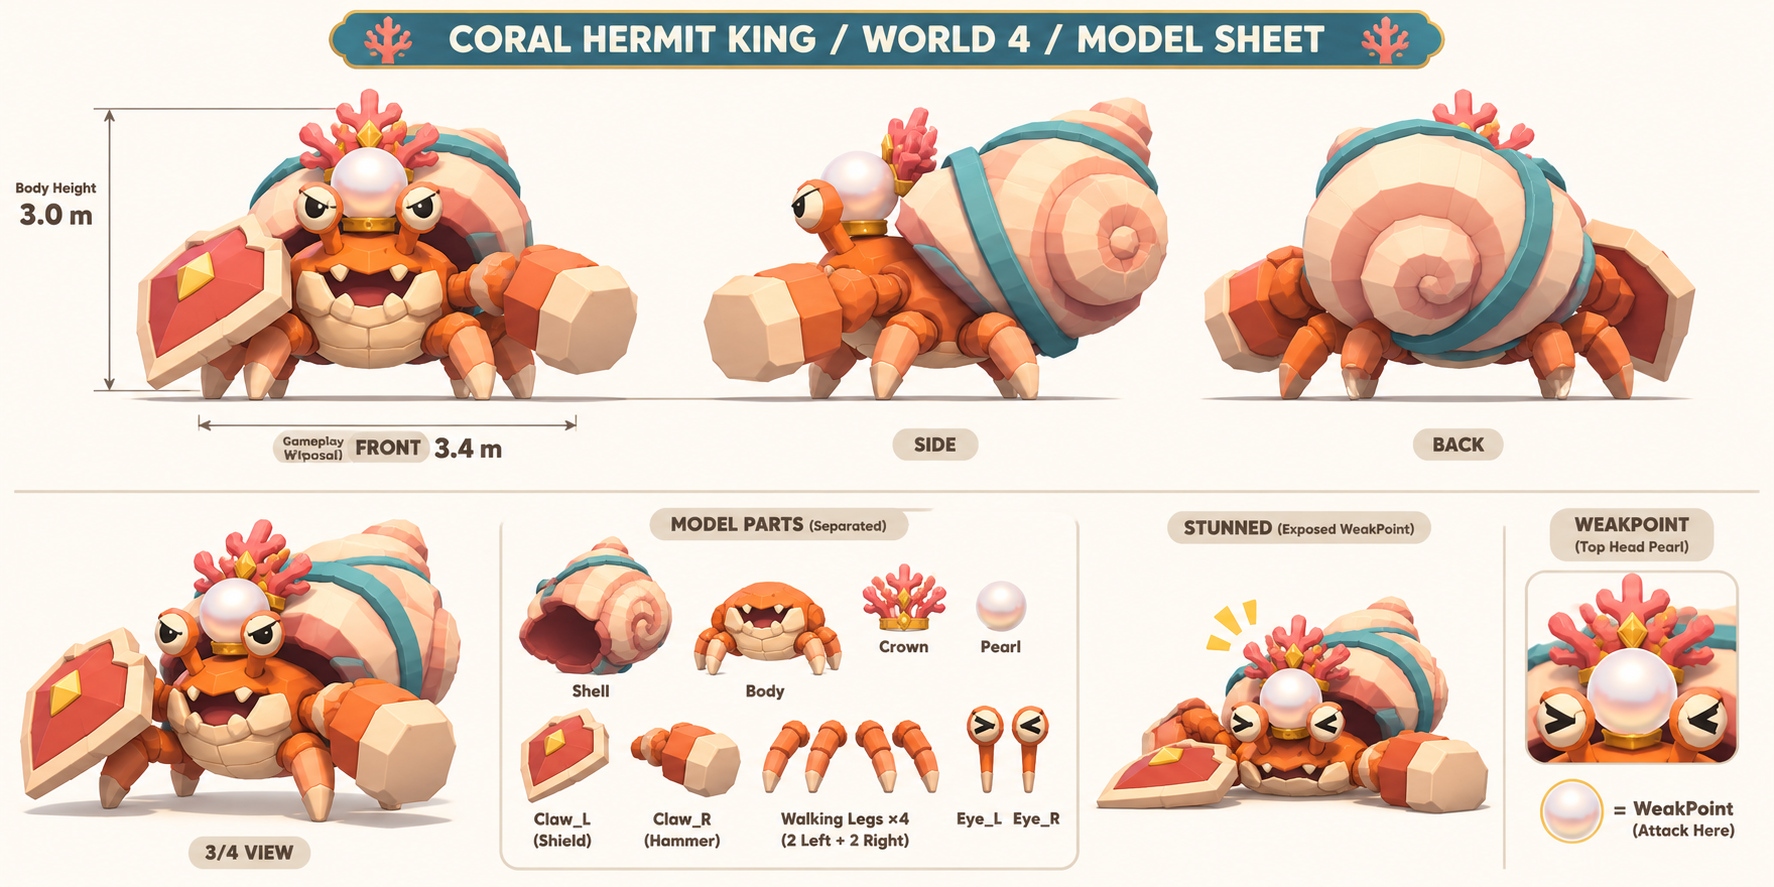 CORAL HERMIT KING / WORLD 4 / MODEL SHEET
Body Height
3.0 m
Gameplay
FRONT
3.4 m
SIDE
BACK
3/4 VIEW
MODEL PARTS (Separated)
Shell
Body
Crown
Pearl
Claw_L
(Shield)
Claw_R
(Hammer)
Walking Legs ×4
(2 Left + 2 Right)
Eye_L
Eye_R
STUNNED (Exposed WeakPoint)
WEAKPOINT
(Top Head Pearl)
= WeakPoint
(Attack Here)